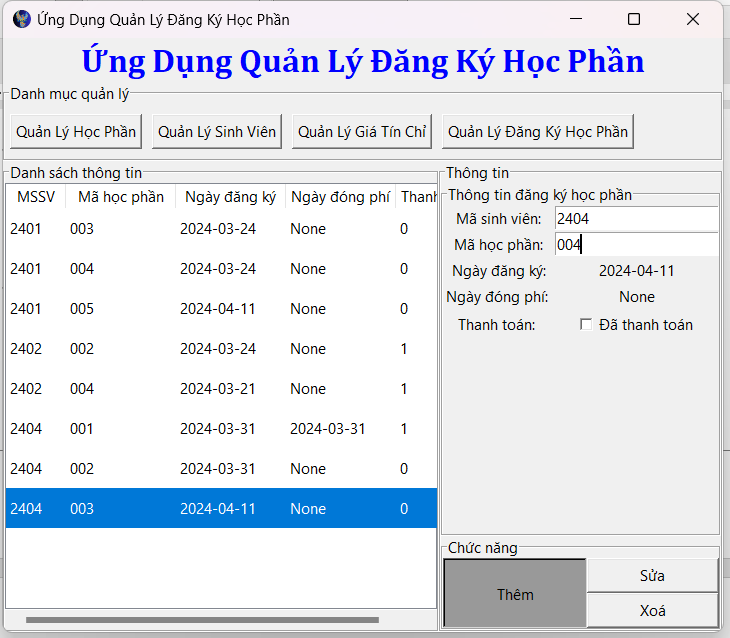 Ứng Dụng Quản Lý Đăng Ký Học Phần
Ứng Dụng Quản Lý Đăng Ký Học Phần
Danh mục quản lý
Quản Lý Học Phần Quản Lý Sinh Viên Quản Lý Giá Tín Chỉ Quản Lý Đăng Ký Học Phần
Danh sách thông tin
MSSV Mã học phần Ngày đăng ký Ngày đóng phí Thanh
2401 003 2024-03-24 None 0
2401 004 2024-03-24 None 0
2401 005 2024-04-11 None 0
2402 002 2024-03-24 None 1
2402 004 2024-03-21 None 1
2404 001 2024-03-31 2024-03-31 1
2404 002 2024-03-31 None 0
2404 003 2024-04-11 None 0
Thông tin
Thông tin đăng ký học phần
Mã sinh viên: 2404
Mã học phần: 004
Ngày đăng ký: 2024-04-11
Ngày đóng phí: None
Thanh toán: Đã thanh toán
Chức năng
Thêm
Sửa
Xoá